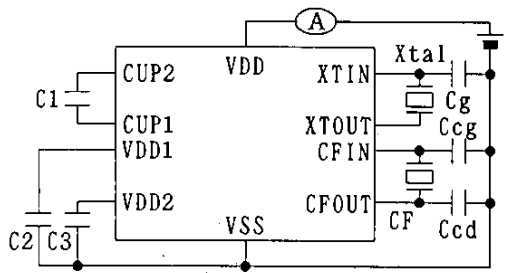 A
VDD
Xtal
CUP2
XTIN
C1
Cg
CUP1
XTOUT
Ccg
VDD1
CFIN
VDD2
CFOUT
VSS
CF
C2
C3
Ccd